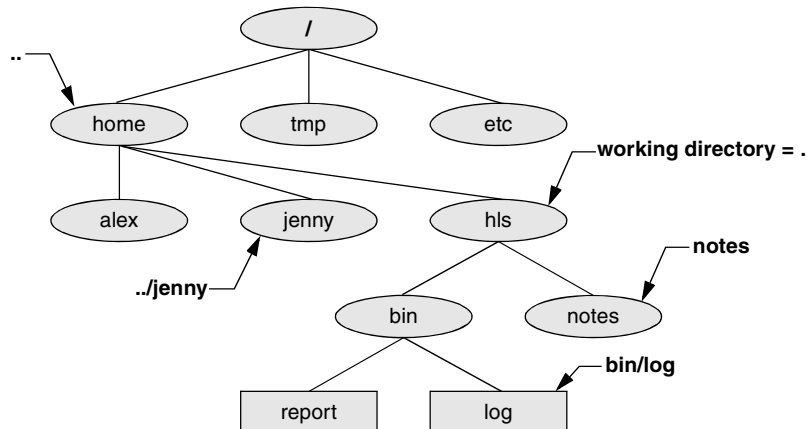 /
..
home
tmp
etc
working directory = .
alex
jenny
hls
../jenny
notes
bin
notes
bin/log
report
log